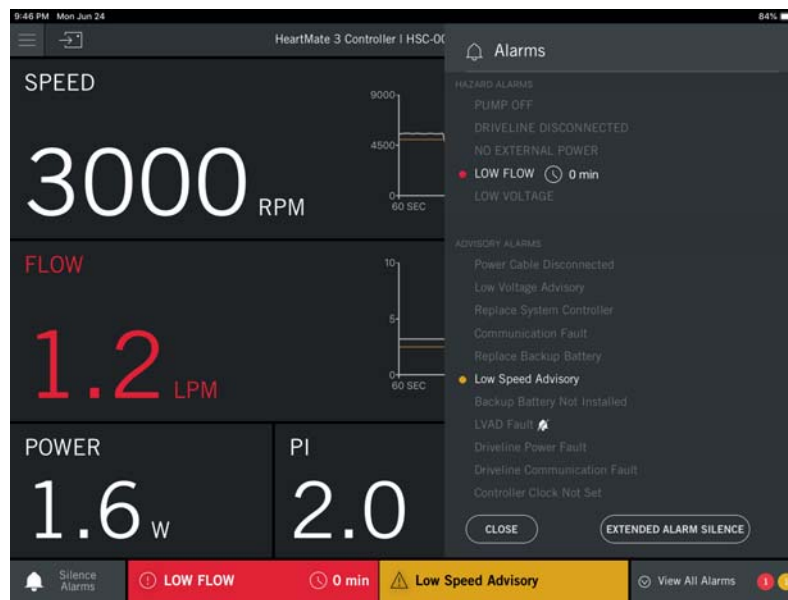 9:46 PM Mon Jun 24
84%
HeartMate 3 Controller I HSC-00
Alarms
SPEED
3000 RPM
9000
4500
0
60 SEC
FLOW
1.2 LPM
10
5
0
60 SEC
POWER
1.6 W
PI
2.0
HAZARD ALARMS
PUMP OFF
DRIVELINE DISCONNECTED
NO EXTERNAL POWER
LOW FLOW 0 min
LOW VOLTAGE
ADVISORY ALARMS
Power Cable Disconnected
Low Voltage Advisory
Replace System Controller
Communication Fault
Replace Backup Battery
Low Speed Advisory
Backup Battery Not Installed
LVAD Fault
Driveline Power Fault
Driveline Communication Fault
Controller Clock Not Set
CLOSE
EXTENDED ALARM SILENCE
Silence
Alarms
LOW FLOW 0 min
Low Speed Advisory
View All Alarms 1 1